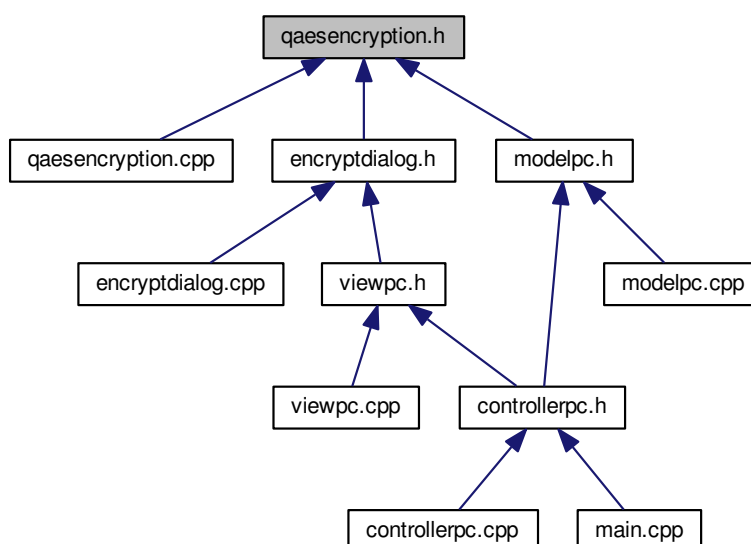 qaesencryption.h
qaesencryption.cpp
encryptdialog.h
modelpc.h
encryptdialog.cpp
viewpc.h
modelpc.cpp
viewpc.cpp
controllerpc.h
controllerpc.cpp
main.cpp